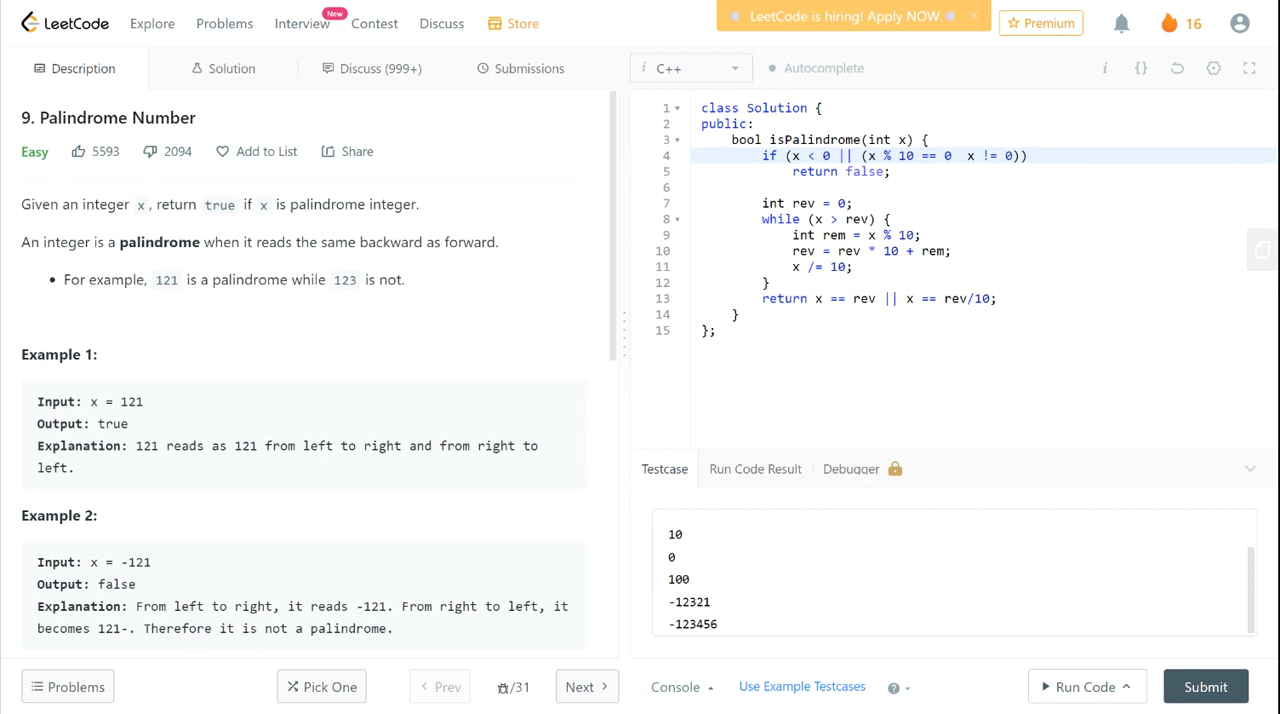 LeetCode Explore Problems Interview New Contest Discuss Store
LeetCode is hiring! Apply NOW. ×
Premium 16
Description Solution Discuss (999+) Submissions
9. Palindrome Number
Easy 5593 2094 Add to List Share
Given an integer x, return true if x is palindrome integer.
An integer is a palindrome when it reads the same backward as forward.
• For example, 121 is a palindrome while 123 is not.
Example 1:
Input: x = 121
Output: true
Explanation: 121 reads as 121 from left to right and from right to
left.
Example 2:
Input: x = -121
Output: false
Explanation: From left to right, it reads -121. From right to left, it
becomes 121-. Therefore it is not a palindrome.
Problems Pick One < Prev /31 Next >
i C++ Autocomplete i {}
1 class Solution {
2 public:
3 bool isPalindrome(int x) {
4 if (x < 0 || (x % 10 == 0  x != 0))
5 return false;
6
7 int rev = 0;
8 while (x > rev) {
9 int rem = x % 10;
10 rev = rev * 10 + rem;
11 x /= 10;
12 }
13 return x == rev || x == rev/10;
14 }
15 };
Testcase Run Code Result Debugger
10
0
100
-12321
-123456
Console Use Example Testcases ? Run Code Submit